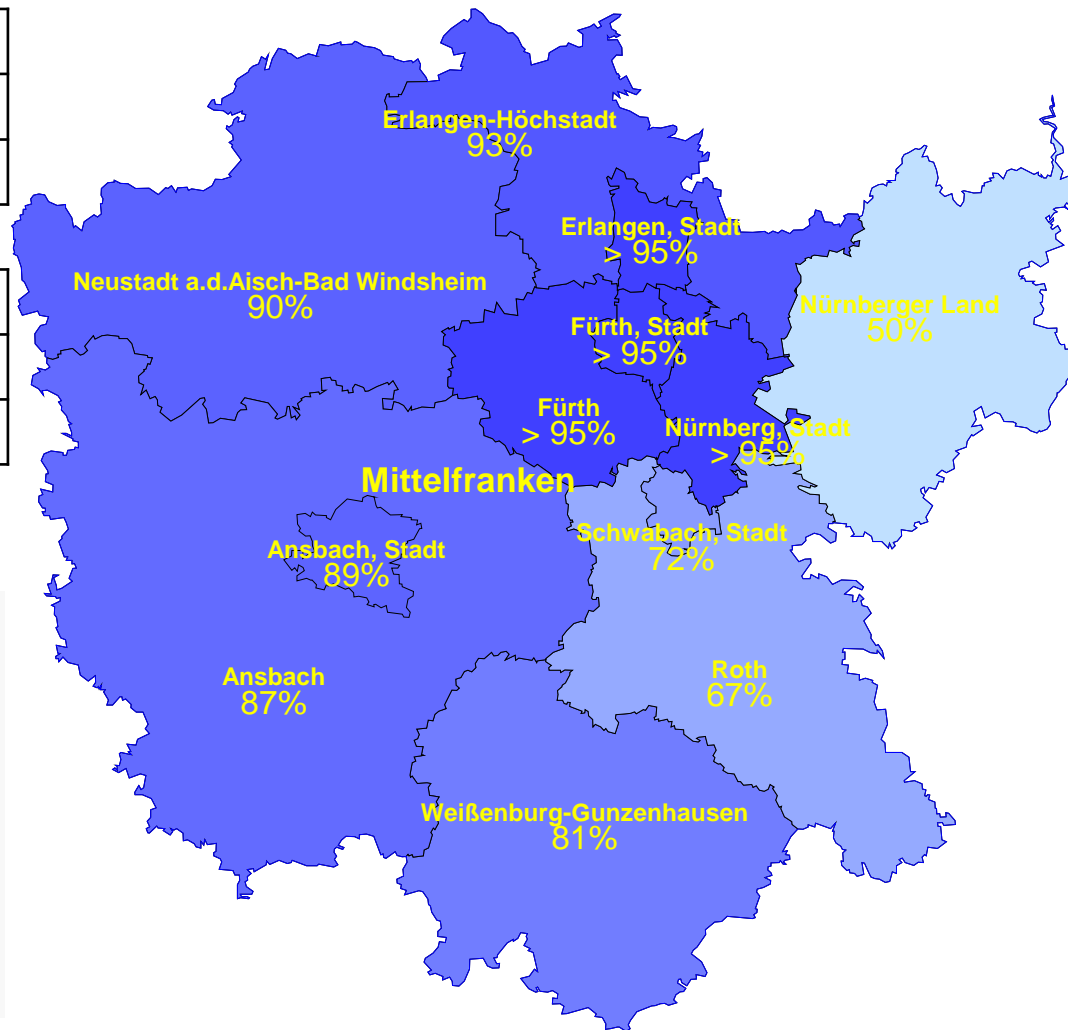 Erlangen-Höchstadt
93%
Erlangen, Stadt
> 95%
Neustadt a.d.Aisch-Bad Windsheim
90%
Nürnberger Land
50%
Fürth, Stadt
> 95%
Fürth
> 95%
Nürnberg, Stadt
> 95%
Mittelfranken
Schwabach, Stadt
72%
Ansbach, Stadt
89%
Ansbach
87%
Roth
67%
Weißenburg-Gunzenhausen
81%